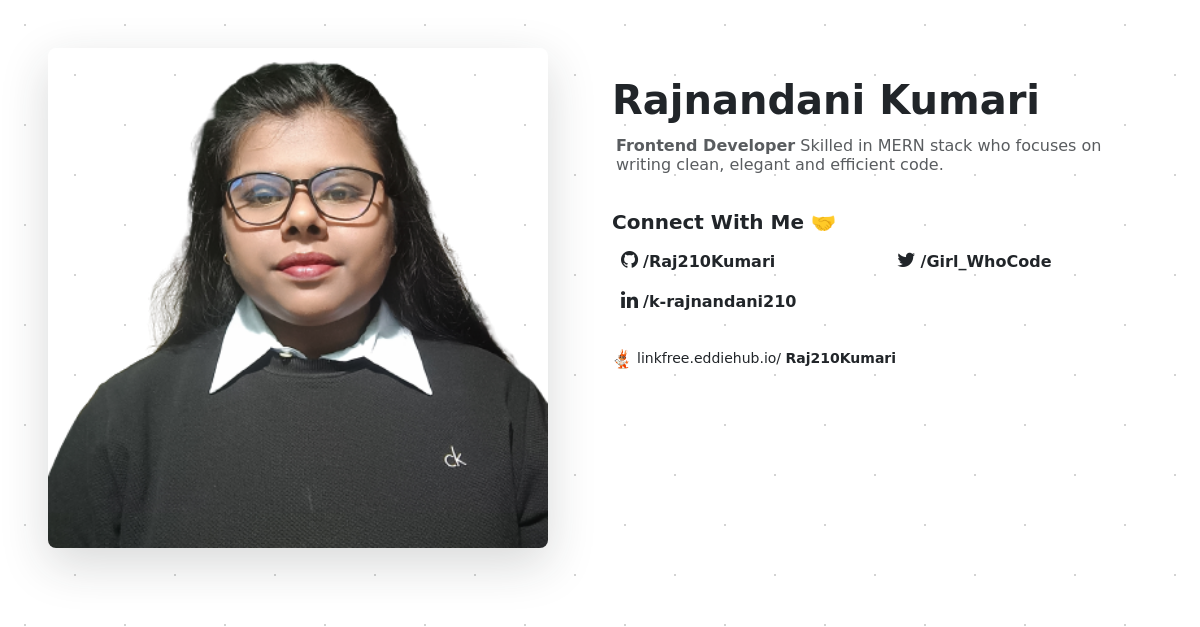 Rajnandani Kumari
Frontend Developer Skilled in MERN stack who focuses on
writing clean, elegant and efficient code.
Connect With Me 🤝
/Raj210Kumari
/Girl_WhoCode
/k-rajnandani210
linkfree.eddiehub.io/ Raj210Kumari
ck